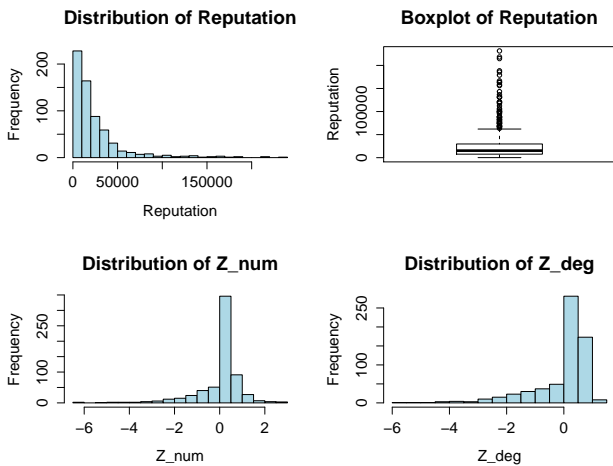 Distribution of Reputation
Frequency
0
100
200
0
50000
150000
Reputation
Boxplot of Reputation
Reputation
0
100000
Distribution of Z_num
Frequency
0
100
250
−6
−4
−2
0
2
Z_num
Distribution of Z_deg
Frequency
0
100
250
−6
−4
−2
0
Z_deg